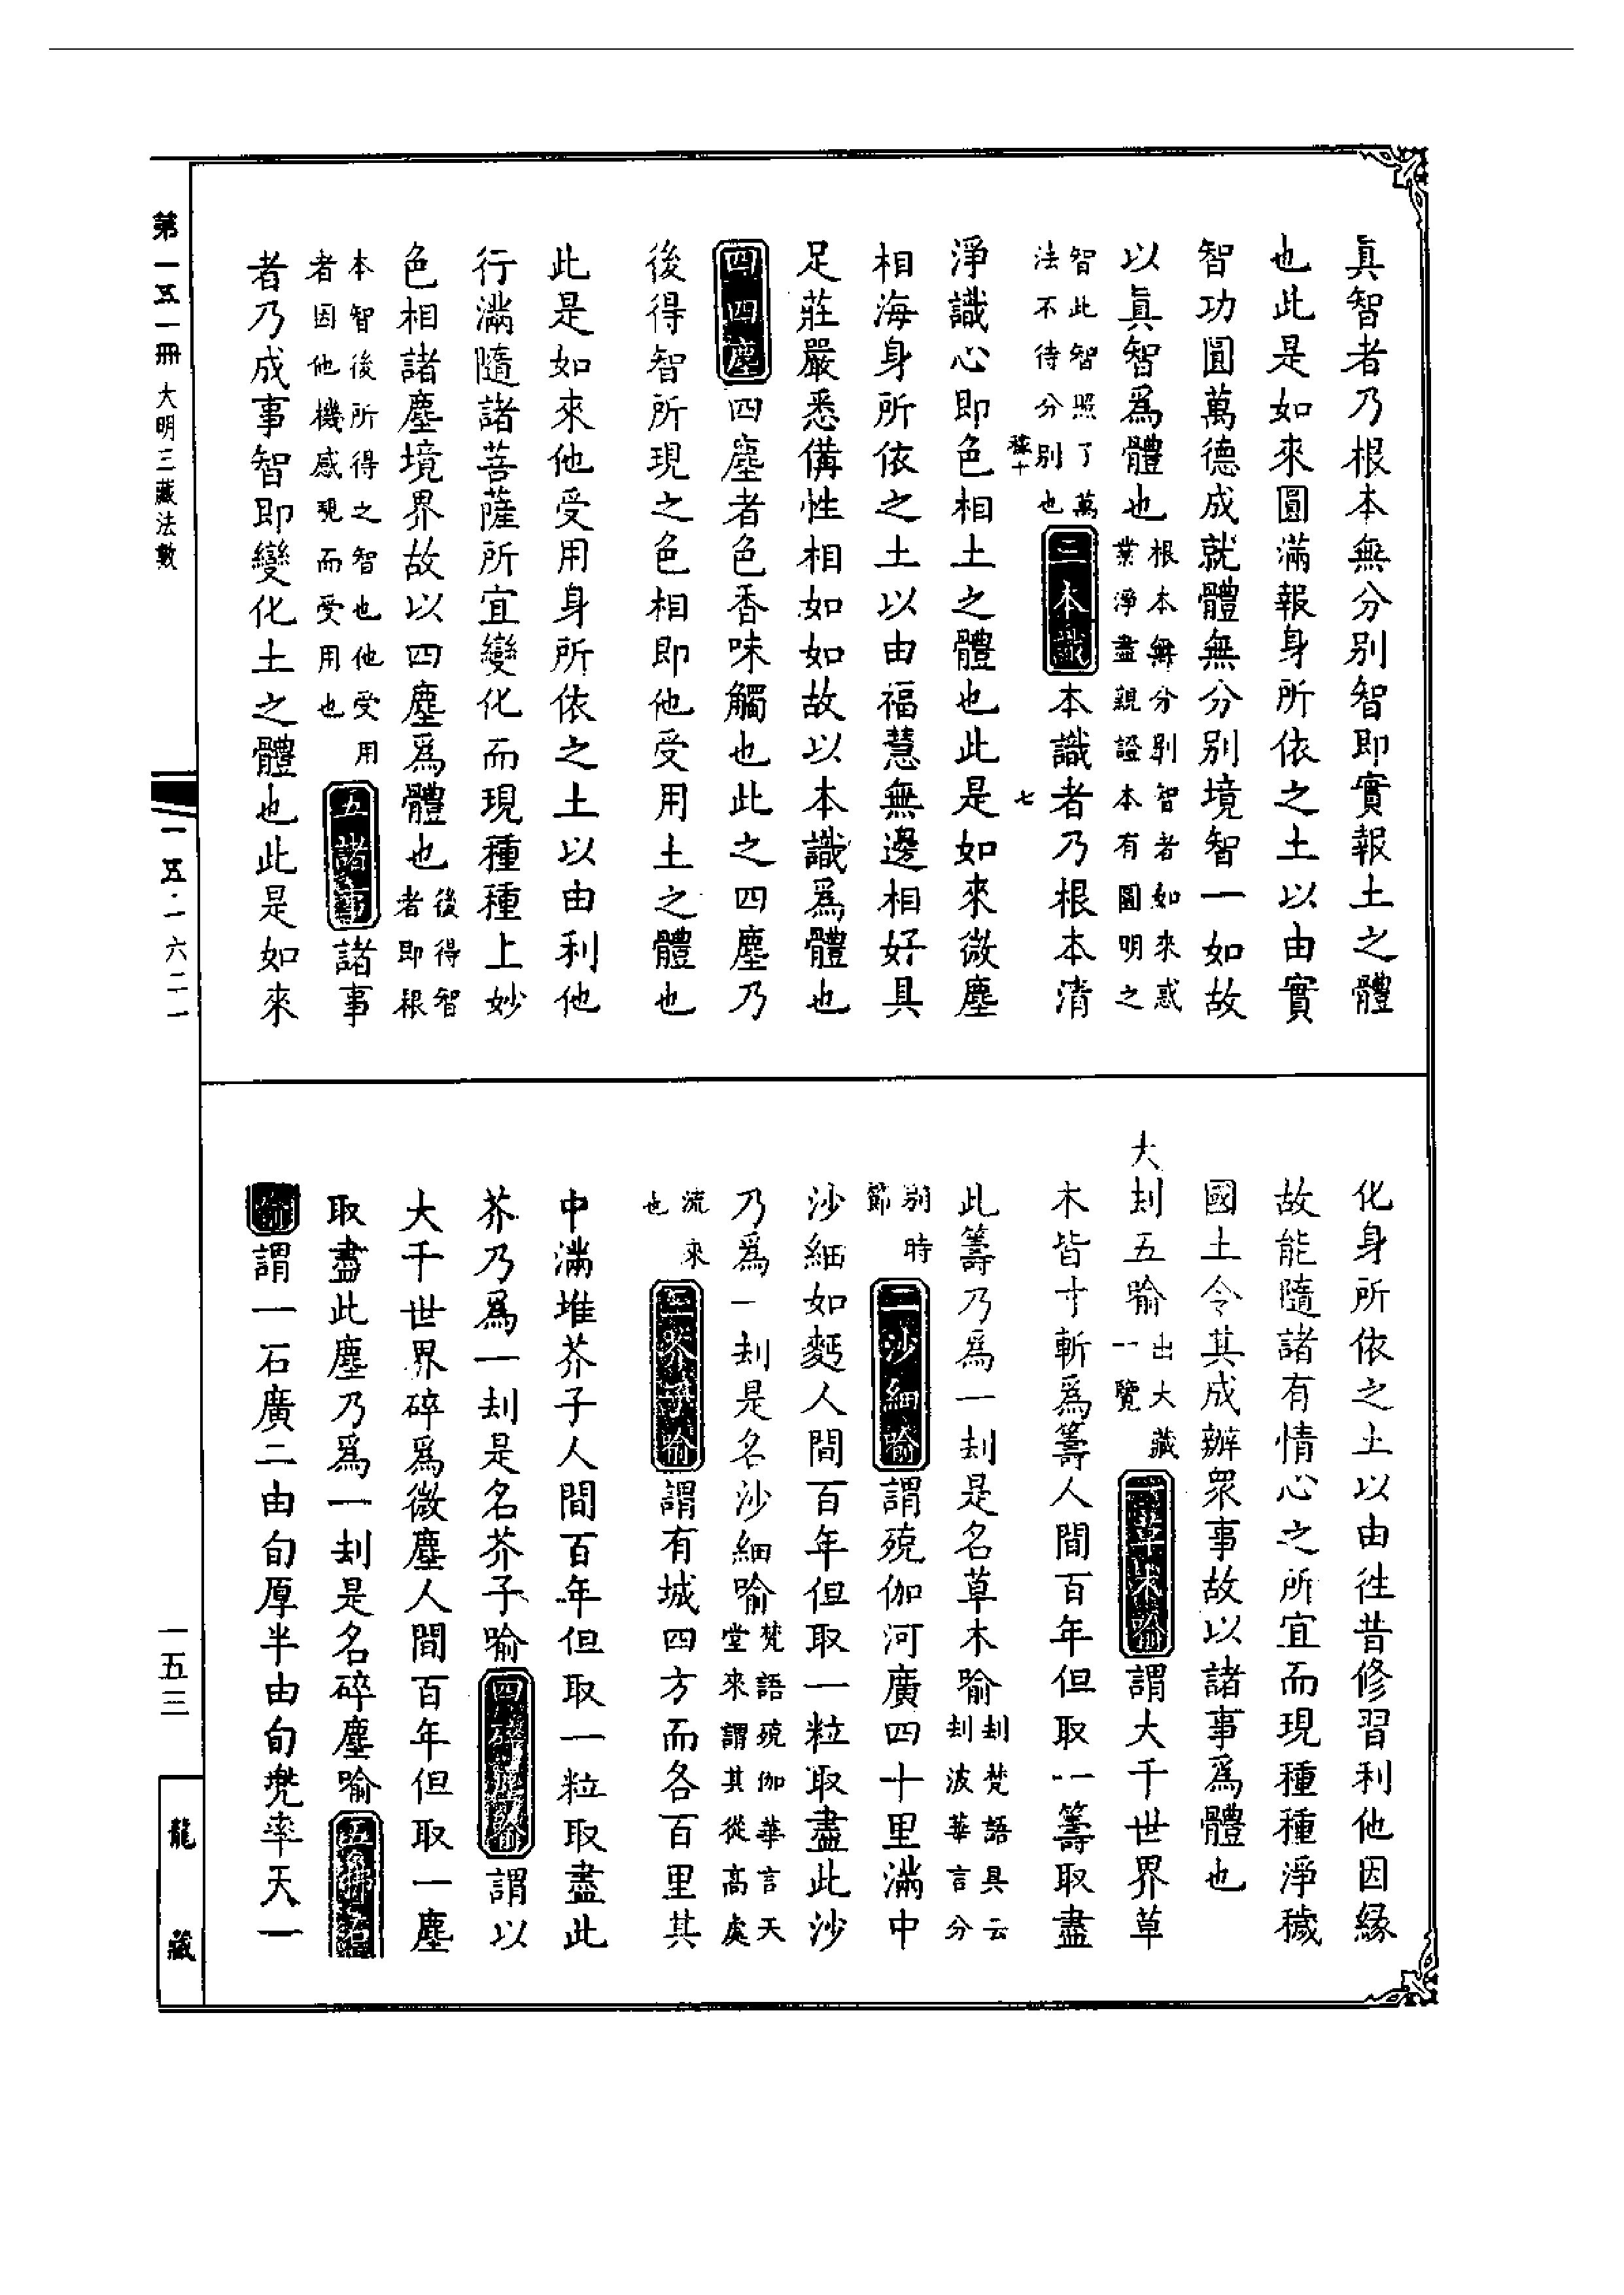 真智者乃根本無分別智即實報土之體
也此是如來圓滿報身所依之土以由實
智功圓萬德成就體無分別境智一如故
以眞智爲體也根本無分別智者如來惑
業淨盡親證本有圓明之
智此智照了萬
法不待分別也三本識本識者乃根本清
稼十
七
淨識心即色相土之體也此是如來微塵
相海身所依之土以由福慧無邊相好具
足莊嚴悉備性相如如故以本識爲體也
四四塵四塵者色香味觸也此之四塵乃
後得智所現之色相即他受用土之體也
此是如來他受用身所依之土以由利他
行滿隨諸菩薩所宜變化而現種種上妙
色相諸塵境界故以四塵爲體也後得智
者即根
本智後所得之智也他受用
者因他機感現而受用也五諸事諸事
者乃成事智即變化土之體也此是如來
化身所依之土以由徃昔修習利他因緣
故能隨諸有情心之所宜而現種種淨穢
國土令其成辦衆事故以諸事爲體也
大刦五喻出大藏
一覽一草木喻謂大千世界草
木皆寸斬爲籌人間百年但取一籌取盡
此籌乃爲一刦是名草木喻刦梵語具云
刦波華言分
別時
節二沙細喻謂殑伽河廣四十里滿中
沙細如麪人間百年但取一粒取盡此沙
乃爲一刦是名沙細喻梵語殑伽華言天
堂來謂其從高處
流來
也三芥子喻謂有城四方而各百里其
中滿堆芥子人間百年但取一粒取盡此
芥乃爲一刦是名芥子喻四碎塵喻謂以
大千世界碎爲微塵人間百年但取一塵
取盡此塵乃爲一刦是名碎塵喻五拂石
喻謂一石廣二由旬厚半由旬兠率天一
第一五一冊
大明三藏法數
一五·一六二一
一五三
龍藏